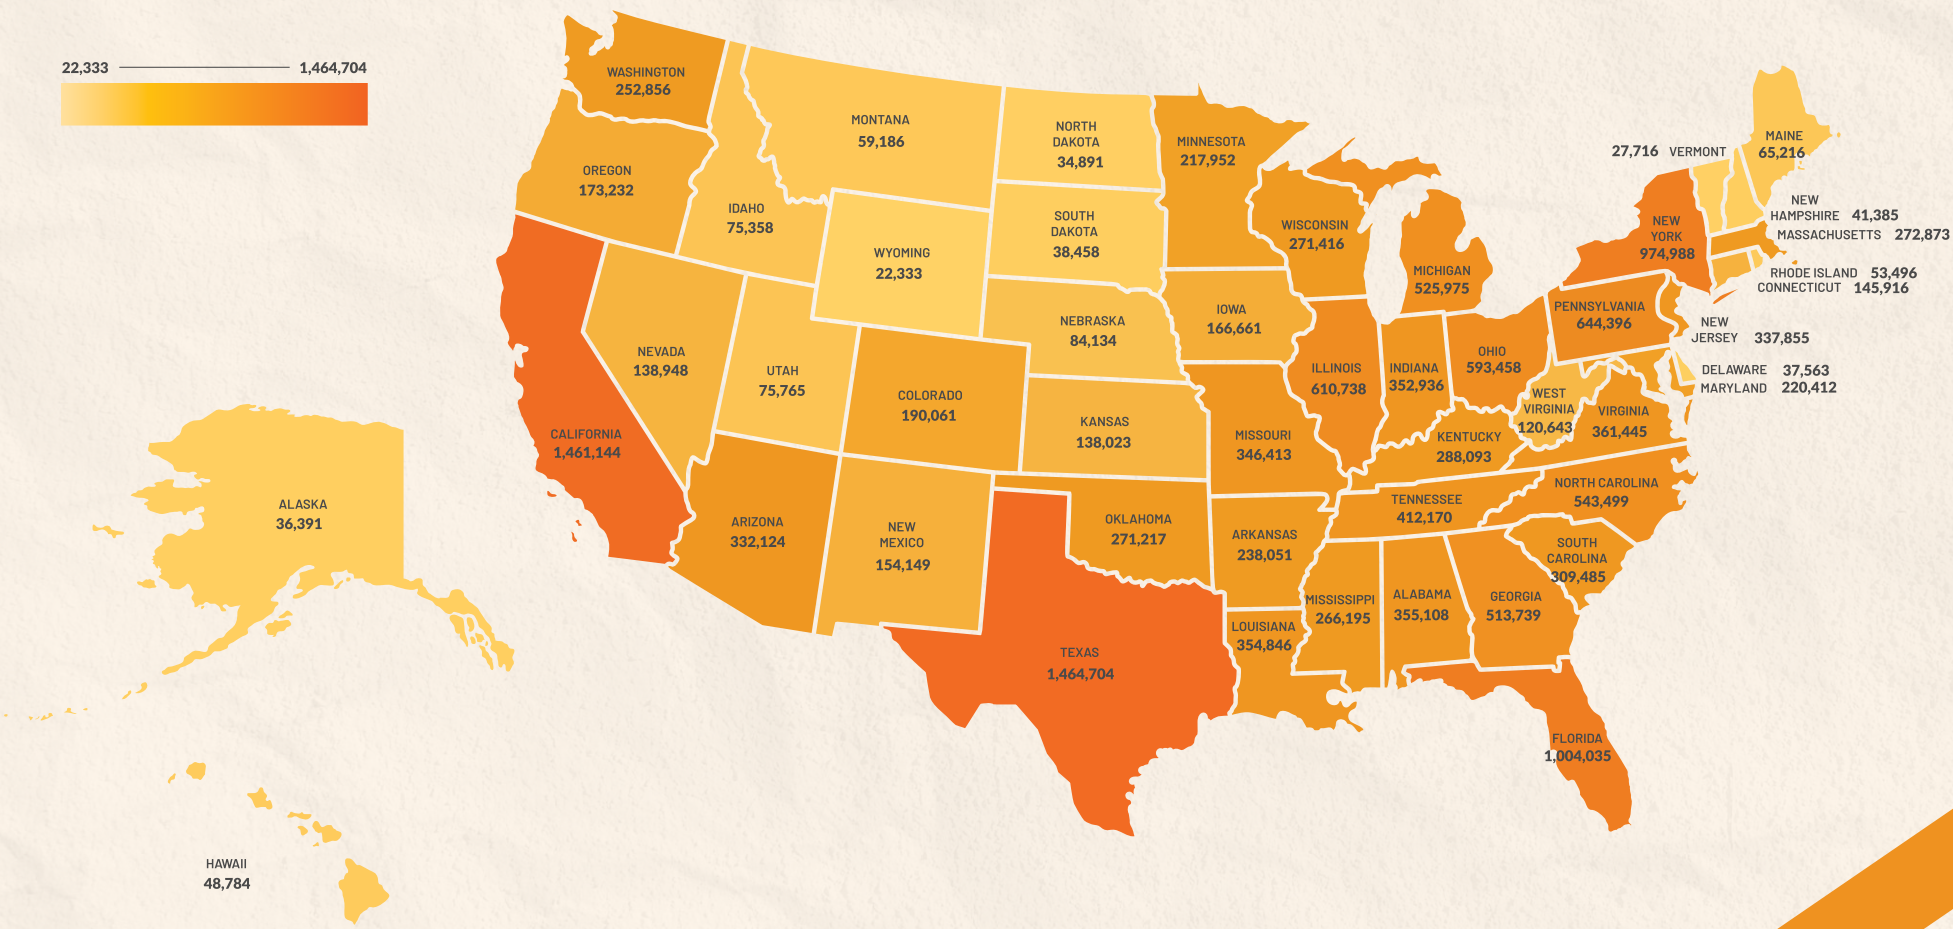 22,333
1,464,704
WASHINGTON
252,856
OREGON
173,232
CALIFORNIA
1,461,144
IDAHO
75,358
NEVADA
138,948
MONTANA
59,186
WYOMING
22,333
UTAH
75,765
COLORADO
190,061
ARIZONA
332,124
NEW
MEXICO
154,149
NORTH
DAKOTA
34,891
SOUTH
DAKOTA
38,458
NEBRASKA
84,134
KANSAS
138,023
OKLAHOMA
271,217
TEXAS
1,464,704
MINNESOTA
217,952
IOWA
166,661
MISSOURI
346,413
ARKANSAS
238,051
LOUISIANA
354,846
WISCONSIN
271,416
ILLINOIS
610,738
MICHIGAN
525,975
INDIANA
352,936
OHIO
593,458
KENTUCKY
288,093
TENNESSEE
412,170
MISSISSIPPI
266,195
ALABAMA
355,108
GEORGIA
513,739
FLORIDA
1,004,035
SOUTH
CAROLINA
309,485
NORTH CAROLINA
543,499
VIRGINIA
361,445
WEST
VIRGINIA
120,643
PENNSYLVANIA
644,396
NEW
YORK
974,988
27,716 VERMONT
MAINE
65,216
NEW
HAMPSHIRE 41,385
MASSACHUSETTS 272,873
RHODE ISLAND 53,496
CONNECTICUT 145,916
NEW
JERSEY 337,855
DELAWARE 37,563
MARYLAND 220,412
ALASKA
36,391
HAWAII
48,784